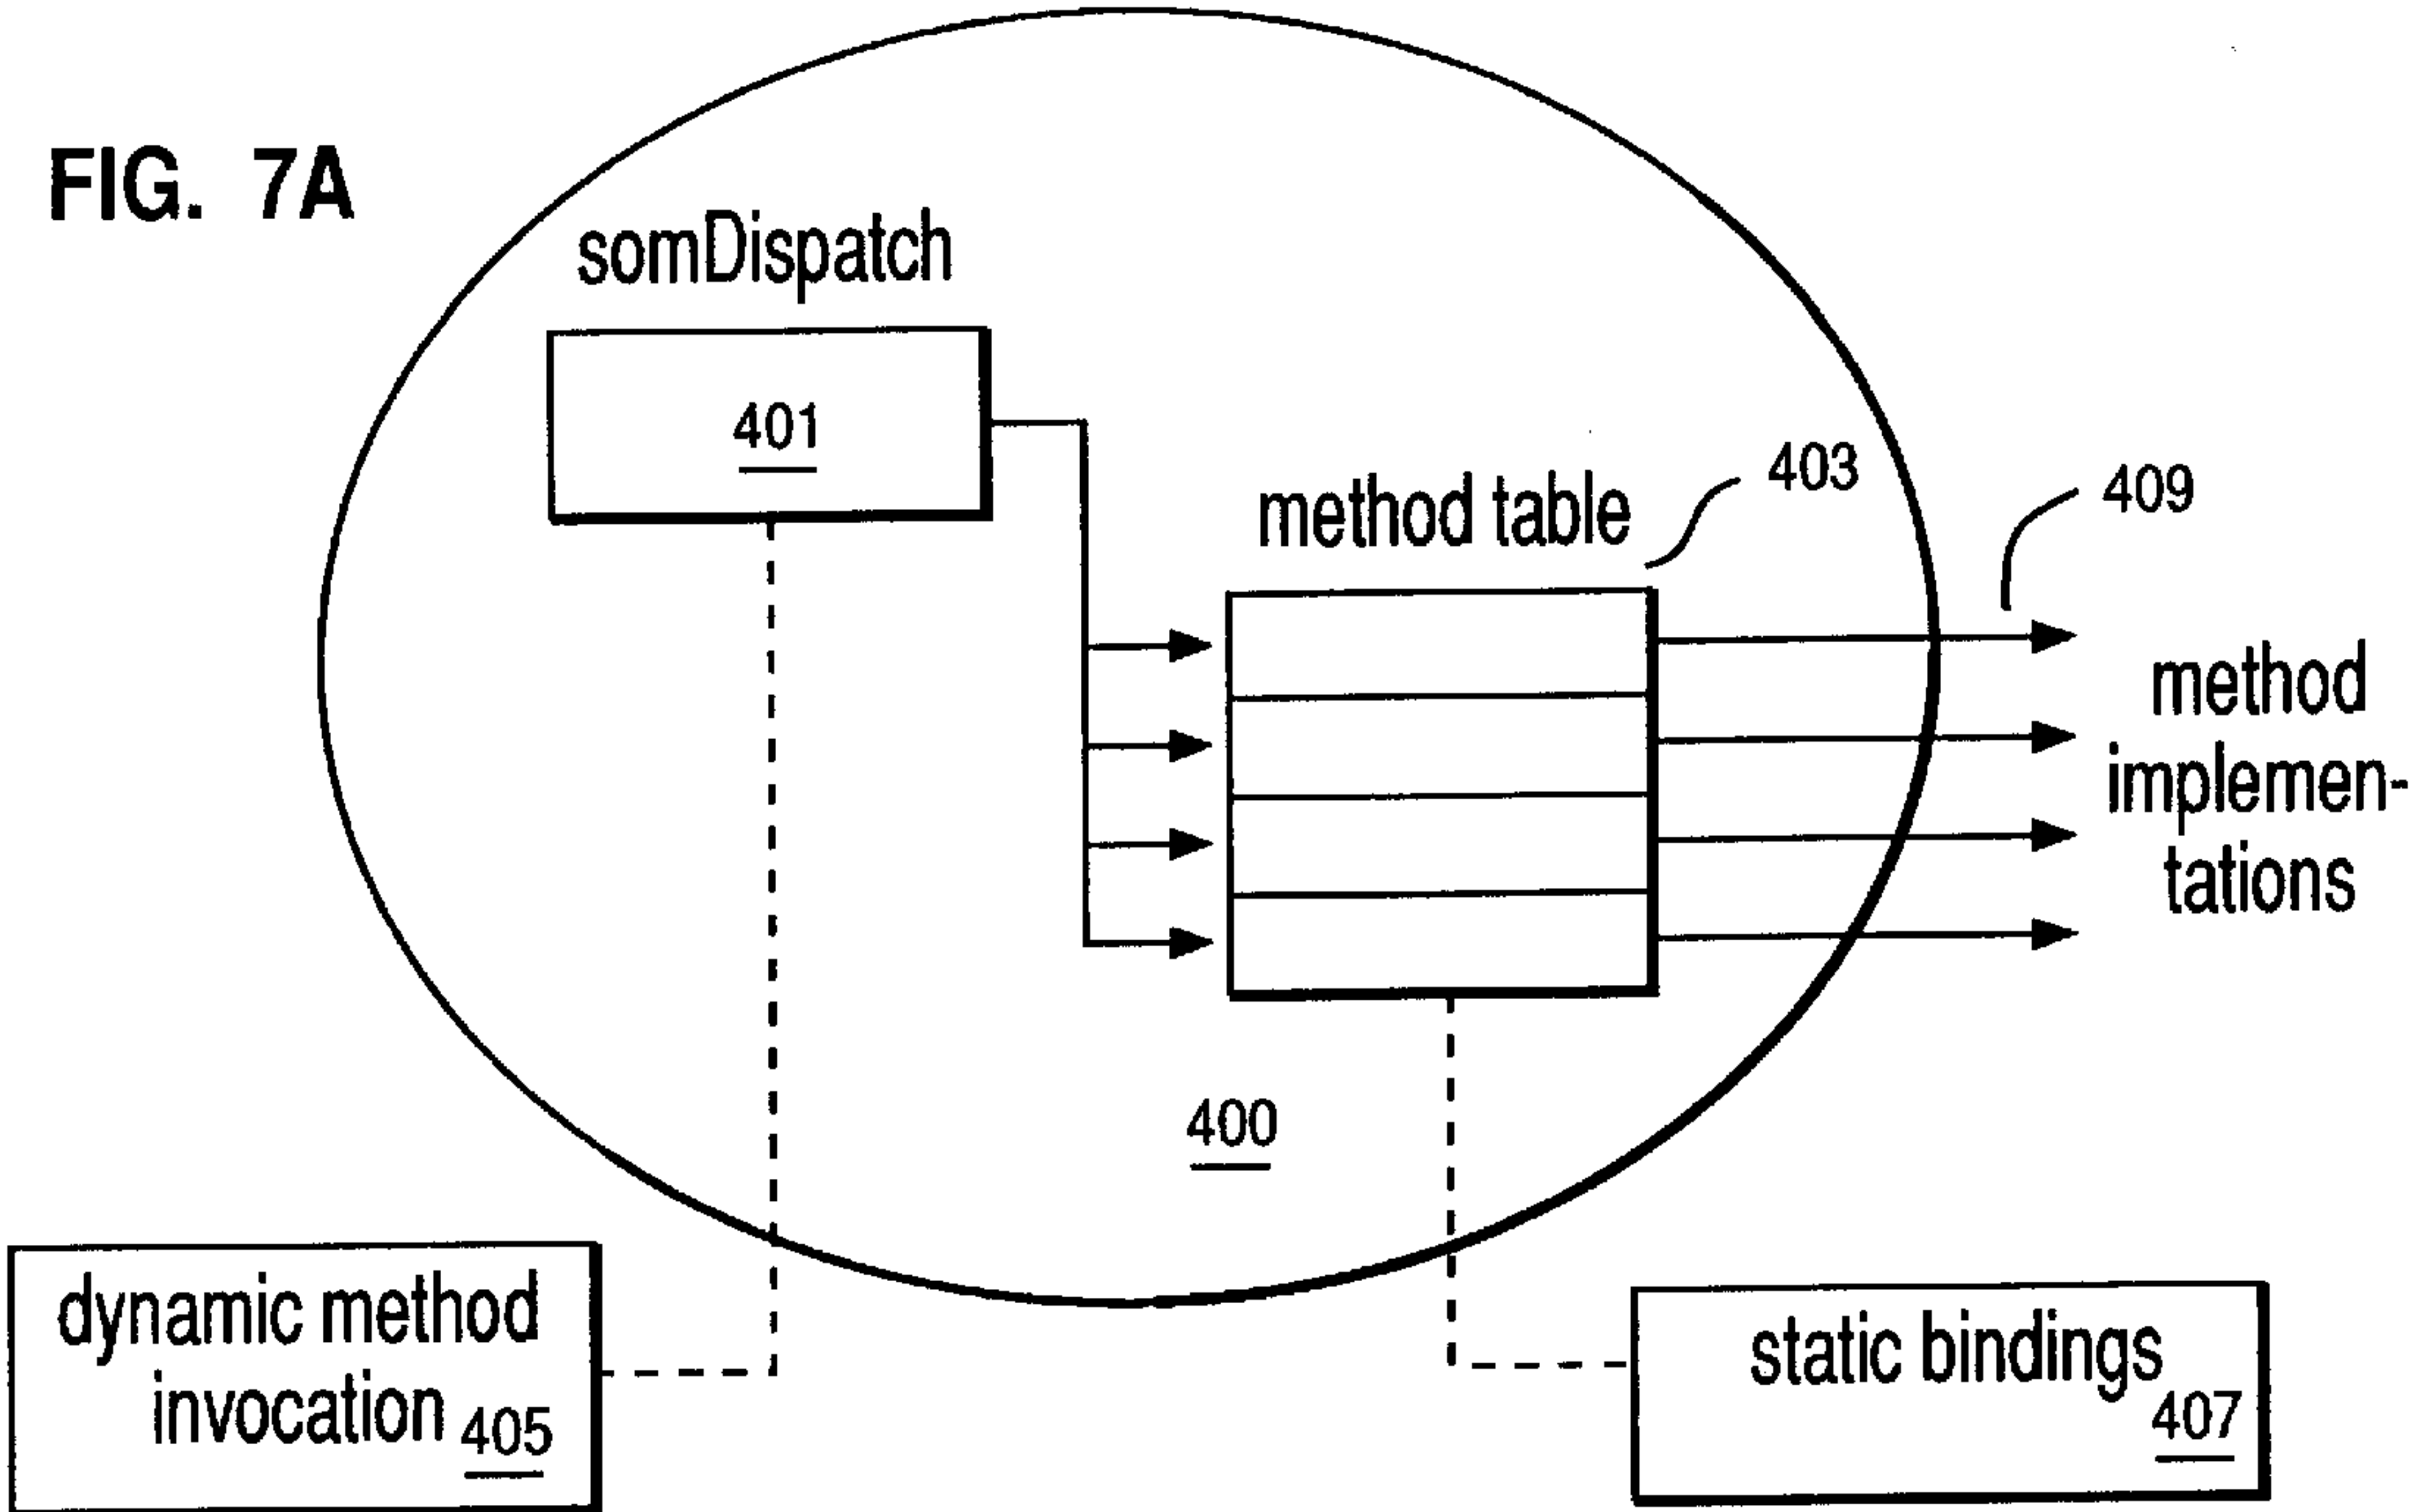 FIG. 7A
somDispatch
401
method table
403
409
method
implemen-
tations
400
dynamic method
invocation 405
static bindings
407